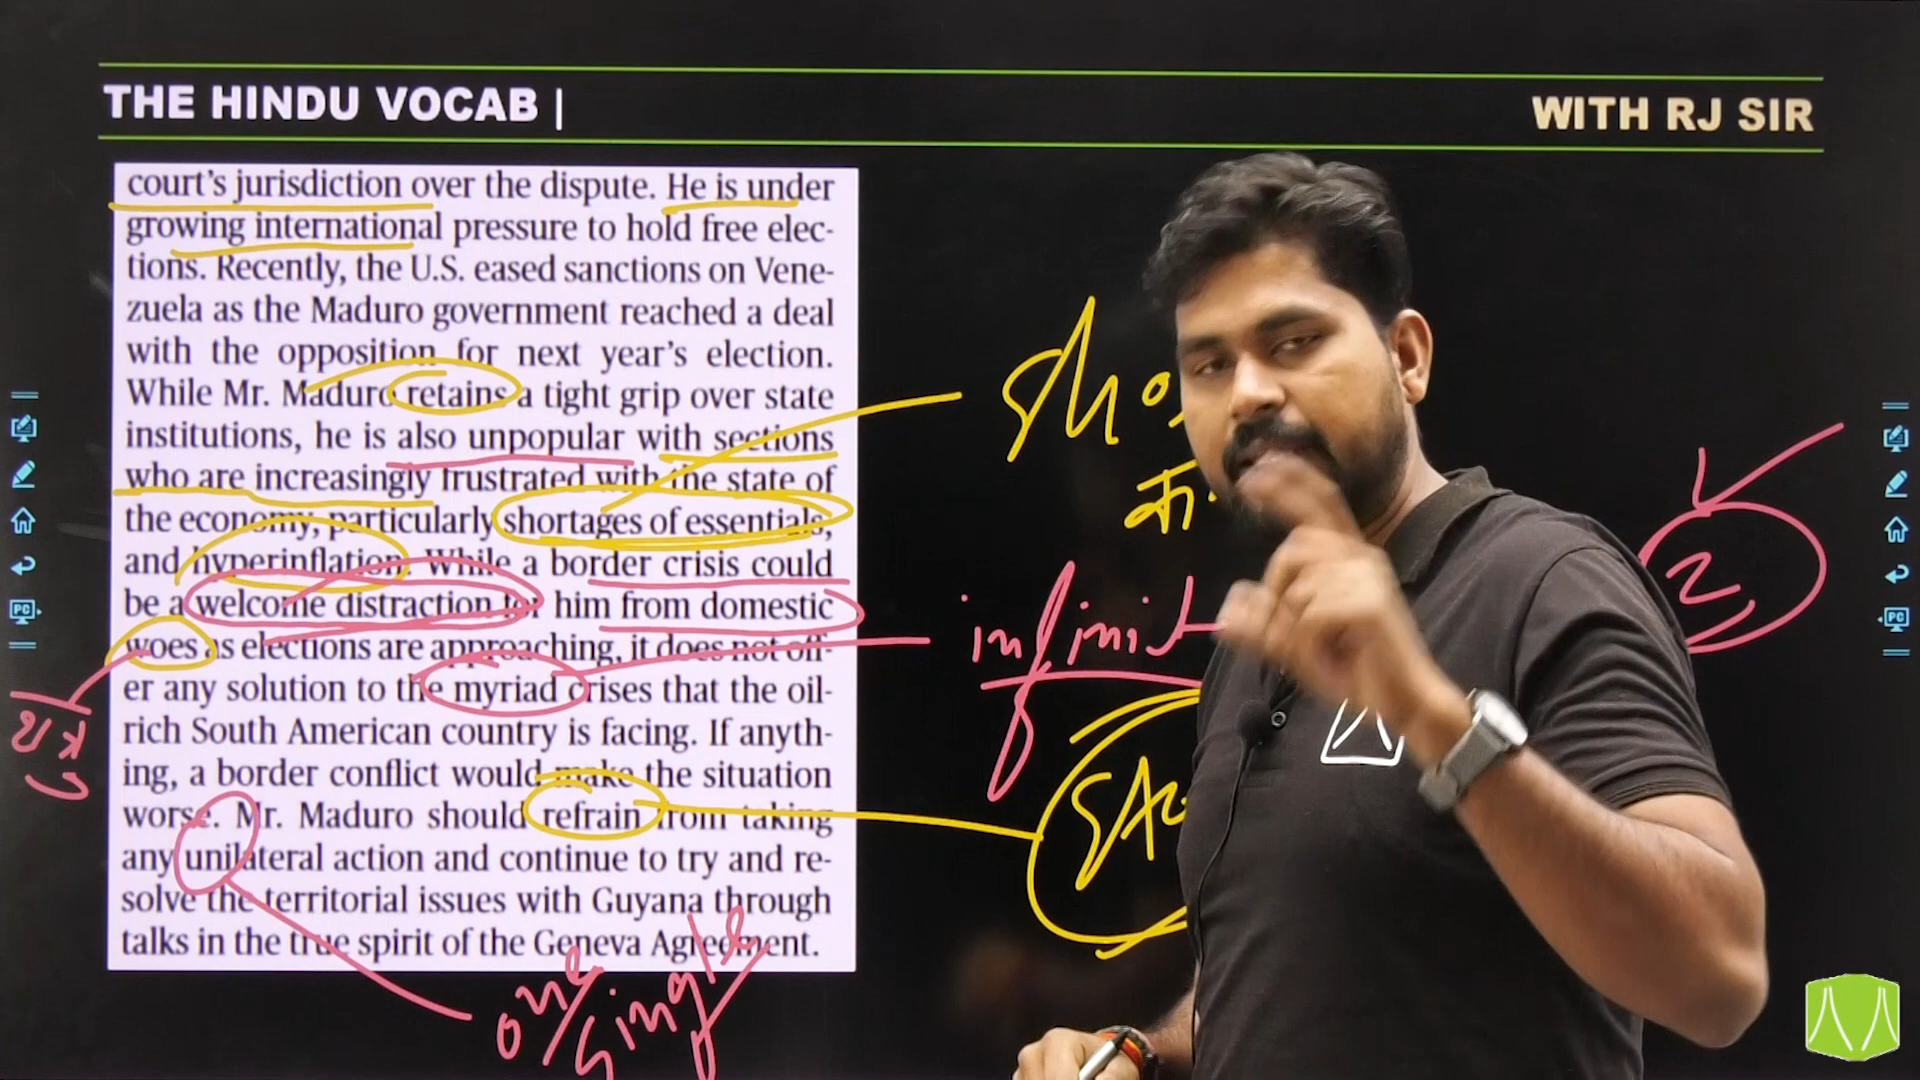 THE HINDU VOCAB |
WITH RJ SIR
court's jurisdiction over the dispute. He is under
growing international pressure to hold free elec-
tions. Recently, the U.S. eased sanctions on Vene-
zuela as the Maduro government reached a deal
with the opposition for next year's election.
While Mr. Maduro retains a tight grip over state
institutions, he is also unpopular with sections
who are increasingly frustrated with the state of
the economy, particularly shortages of essentials,
and hyperinflation. While a border crisis could
be a welcome distraction for him from domestic
woes as elections are approaching, it does not off-
er any solution to the myriad crises that the oil-
rich South American country is facing. If anyth-
ing, a border conflict would make the situation
worse. Mr. Maduro should refrain from taking
any unilateral action and continue to try and re-
solve the territorial issues with Guyana through
talks in the true spirit of the Geneva Agreement.
infinit
one/
single
PC
PC